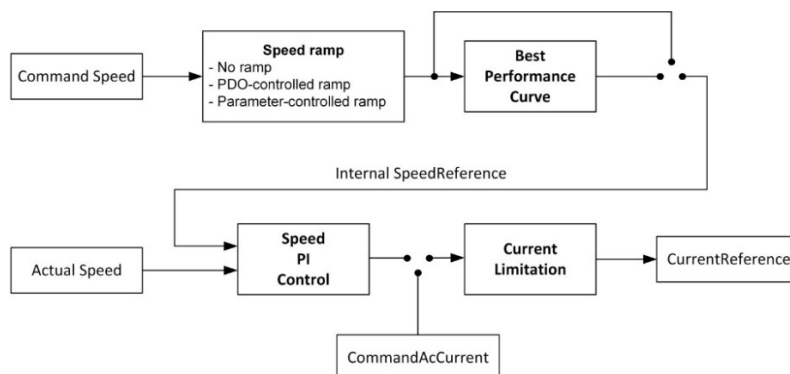 Command Speed
Speed ramp
- No ramp
- PDO-controlled ramp
- Parameter-controlled ramp
Best
Performance
Curve
Internal SpeedReference
Actual Speed
Speed
PI
Control
Current
Limitation
CurrentReference
CommandAcCurrent